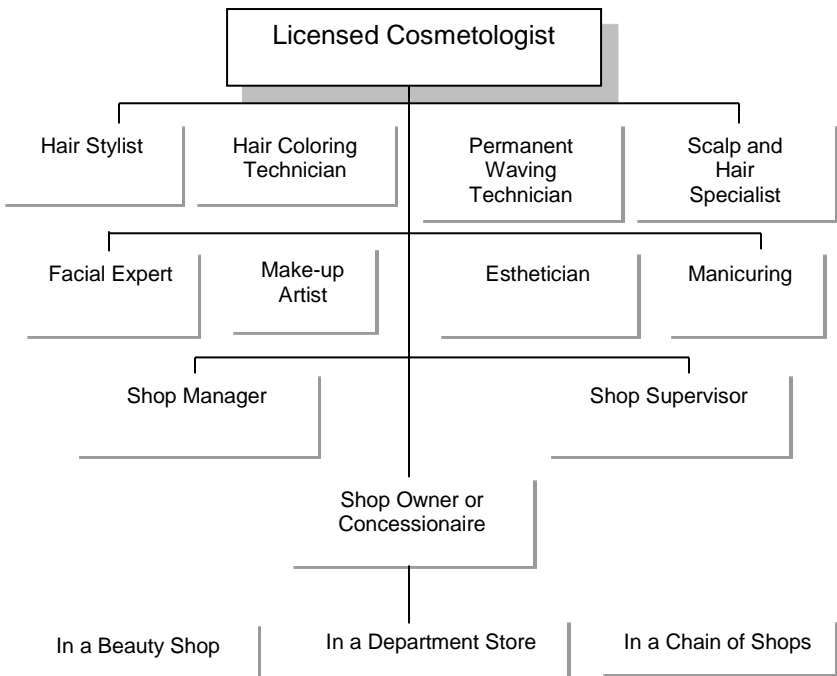 Licensed Cosmetologist
Hair Stylist
Hair Coloring
Technician
Permanent
Waving
Technician
Scalp and
Hair
Specialist
Facial Expert
Make-up
Artist
Esthetician
Manicuring
Shop Manager
Shop Supervisor
Shop Owner or
Concessionaire
In a Beauty Shop
In a Department Store
In a Chain of Shops